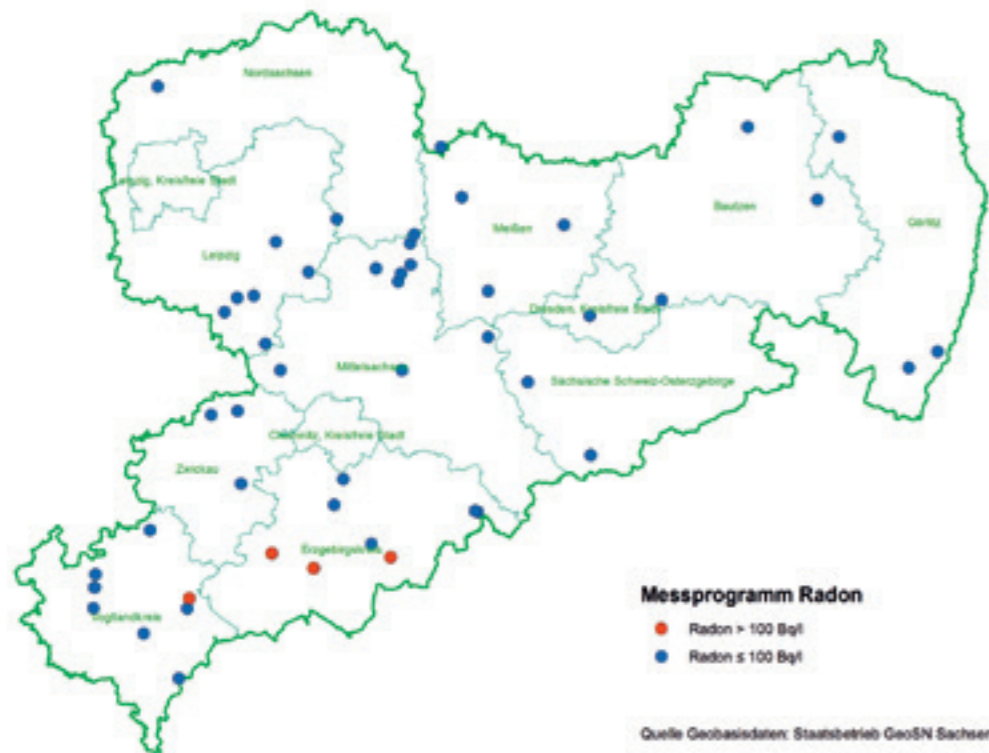 Nordsachsen
Leipzig, Kreisfreie Stadt
Leipzig
Meißen
Bautzen
Görlitz
Dresden, Kreisfreie Stadt
Mittelsachsen
Sächsische Schweiz-Osterzgebirge
Chemnitz, Kreisfreie Stadt
Zwickau
Erzgebirgskreis
Vogtlandkreis
Messprogramm Radon
Radon > 100 Bq/l
Radon ≤ 100 Bq/l
Quelle Geobasisdaten: Staatsbetrieb GeoSN Sachsen